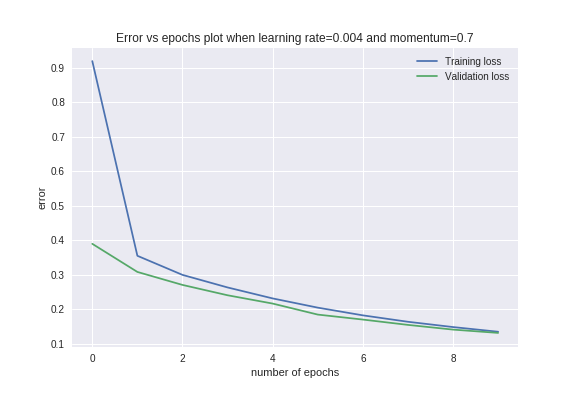 Error vs epochs plot when learning rate=0.004 and momentum=0.7
Training loss
Validation loss
error
0.9
0.8
0.7
0.6
0.5
0.4
0.3
0.2
0.1
0 2 4 6 8
number of epochs